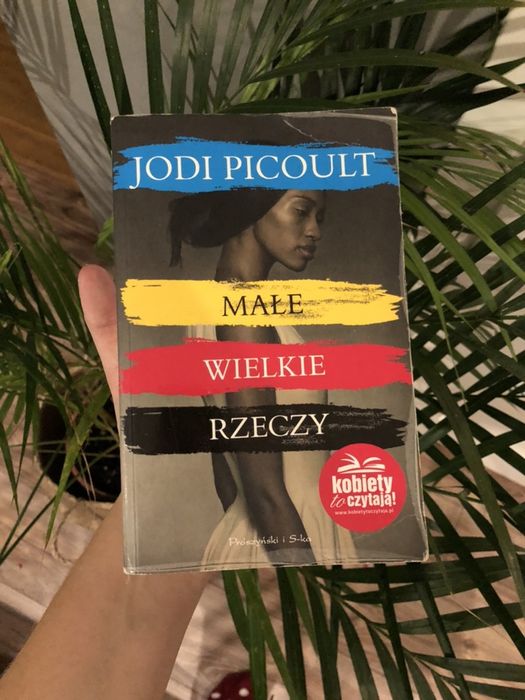 JODI PICOULT
MAŁE
WIELKIE
RZECZY
kobiety
to czytają!
www.kobietytoczytaja.pl
Prószyński i S-ka